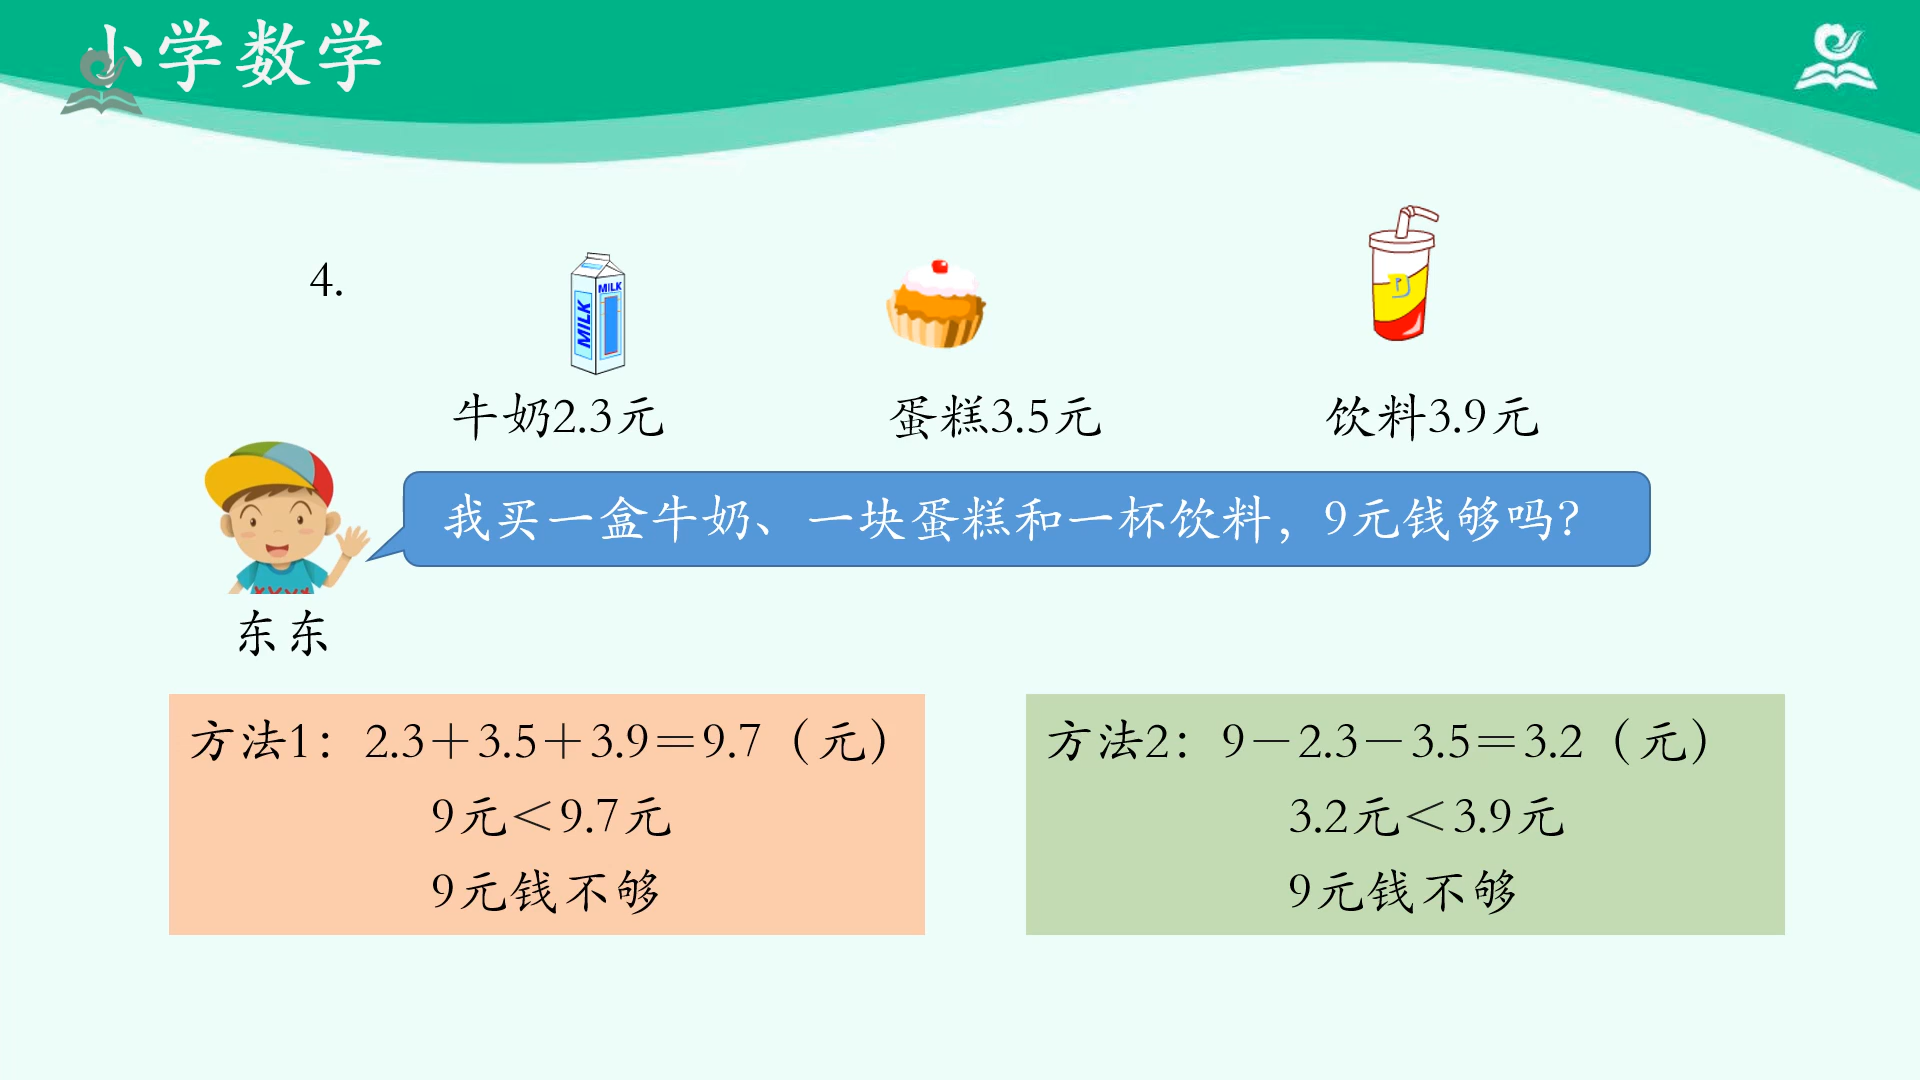 小学数学
4.
MILK
MILK
B
牛奶2.3元
蛋糕3.5元
饮料3.9元
我买一盒牛奶、一块蛋糕和一杯饮料，9元钱够吗？
东东
方法1：2.3＋3.5＋3.9＝9.7（元）
9元＜9.7元
9元钱不够
方法2：9－2.3－3.5＝3.2（元）
3.2元＜3.9元
9元钱不够